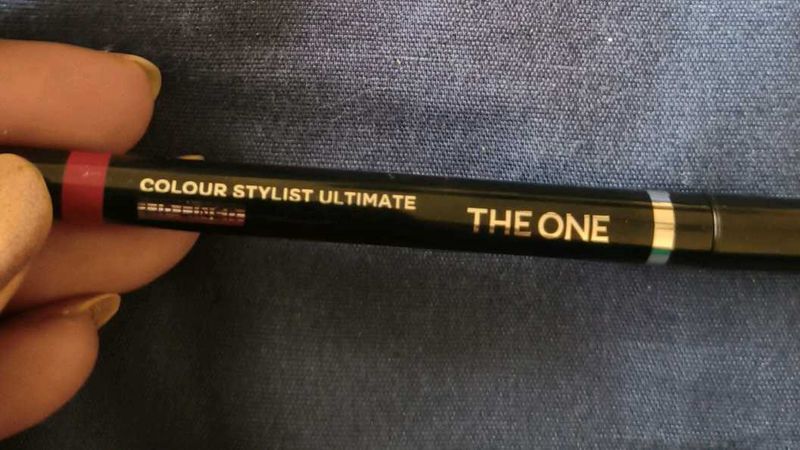 COLOUR STYLIST ULTIMATE
THE ONE